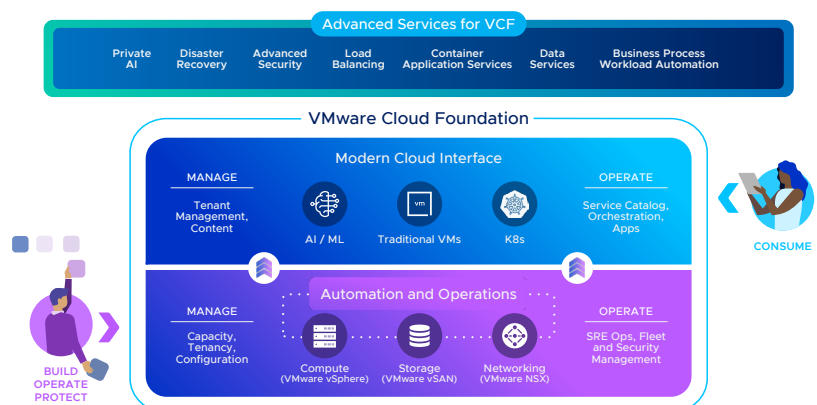 Advanced Services for VCF
Private
AI
Disaster
Recovery
Advanced
Security
Load
Balancing
Container
Application Services
Data
Services
Business Process
Workload Automation
VMware Cloud Foundation
Modern Cloud Interface
MANAGE
Tenant
Management,
Content
AI / ML
vm
Traditional VMs
K8s
OPERATE
Service Catalog,
Orchestration,
Apps
CONSUME
Automation and Operations
MANAGE
Capacity,
Tenancy,
Configuration
Compute
(VMware vSphere)
Storage
(VMware vSAN)
Networking
(VMware NSX)
OPERATE
SRE Ops, Fleet
and Security
Management
BUILD
OPERATE
PROTECT